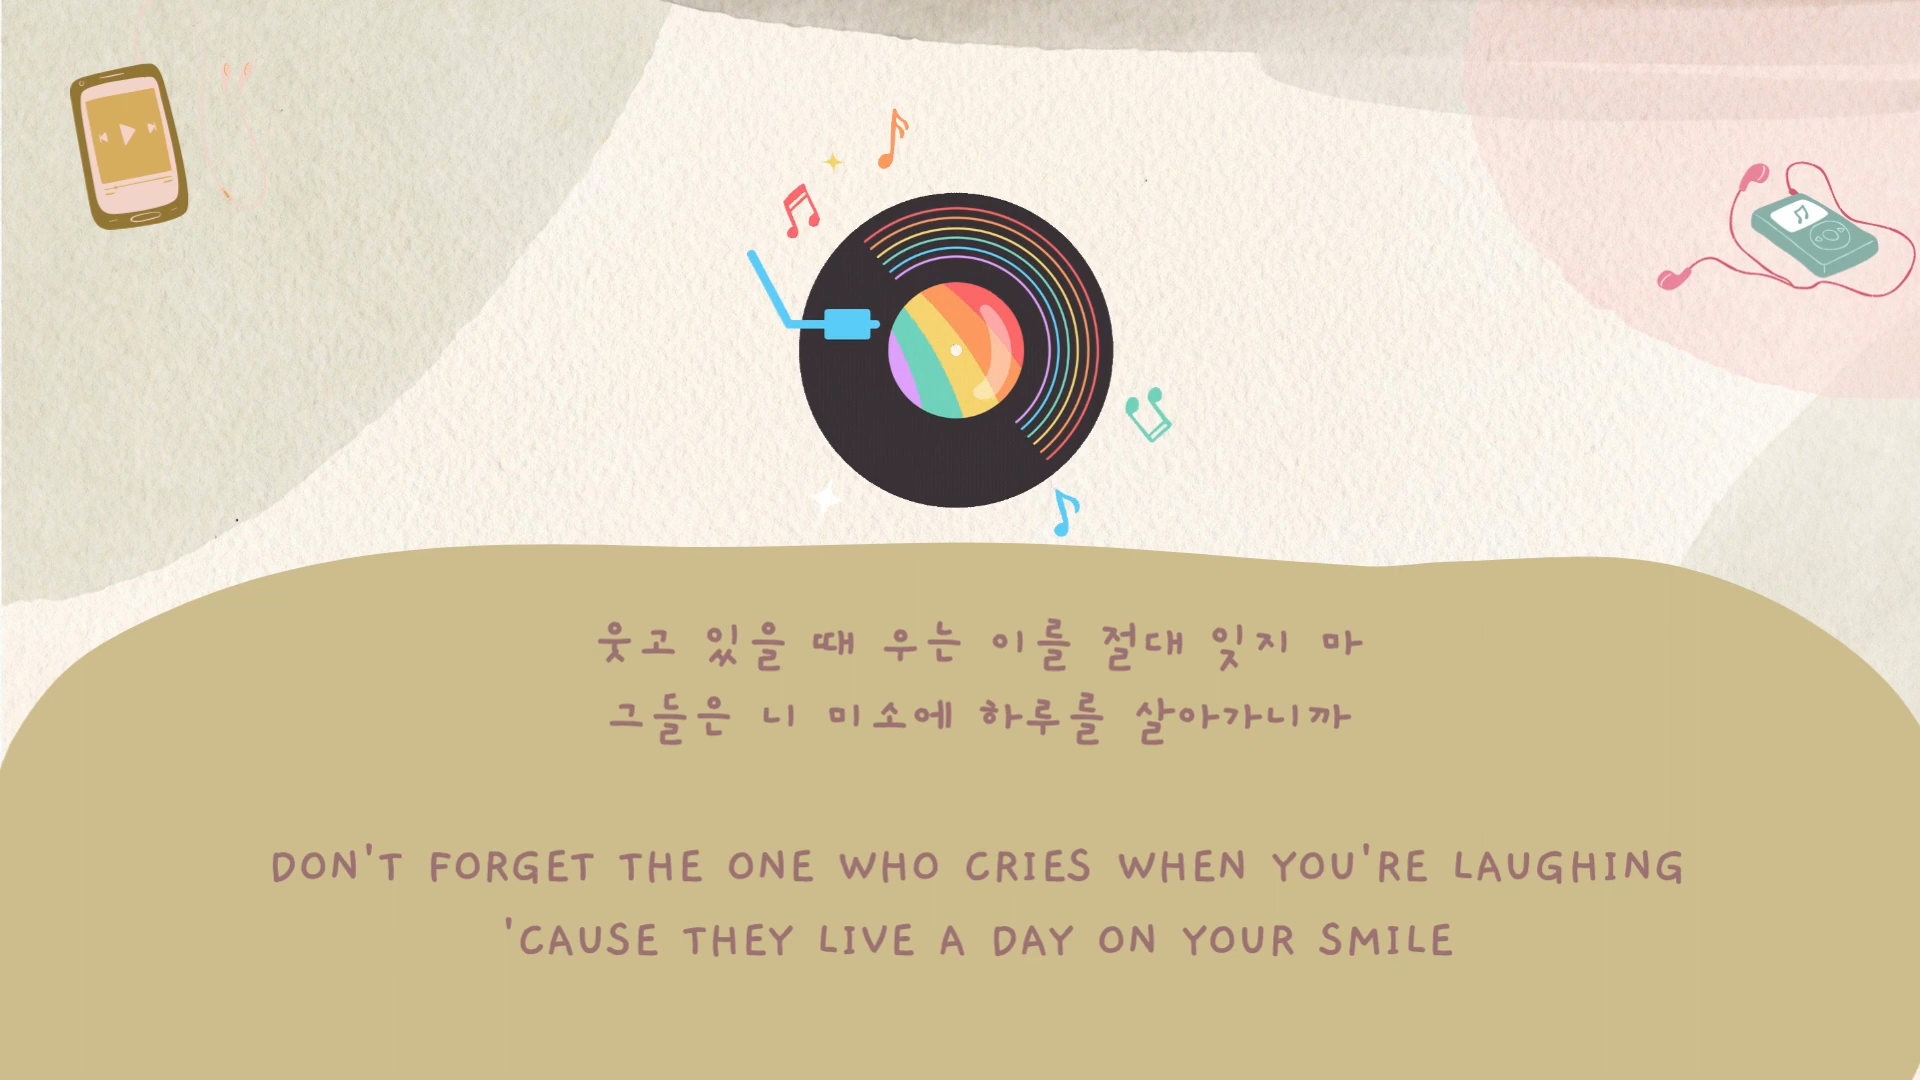 웃고 있을 때 우는 이를 절대 잊지 마
그들은 니 미소에 하루를 살아가니까
DON'T FORGET THE ONE WHO CRIES WHEN YOU'RE LAUGHING
'CAUSE THEY LIVE A DAY ON YOUR SMILE